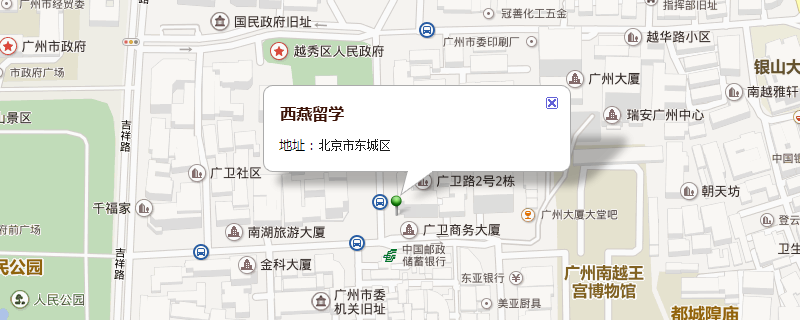 广州市经贸委
国民政府旧址
冠善化工五金
指挥部旧址
广州市政府
越秀区人民政府
广州市委印刷厂
越华路小区
市政府广场
广州大厦
银山大
南越雅轩
西燕留学
地址：北京市东城区
瑞安广州中心
山景区
吉祥路
广卫社区
广卫路2号2栋
朝天坊
千福家
广州大厦大堂吧
登云
府前广场
南湖旅游大厦
广卫商务大厦
卫生
吉祥路
中国邮政
储蓄银行
民公园
金科大厦
东亚银行
广州南越王
宫博物馆
人民公园
广州市委
机关旧址
美亚厨具
都城隍庙